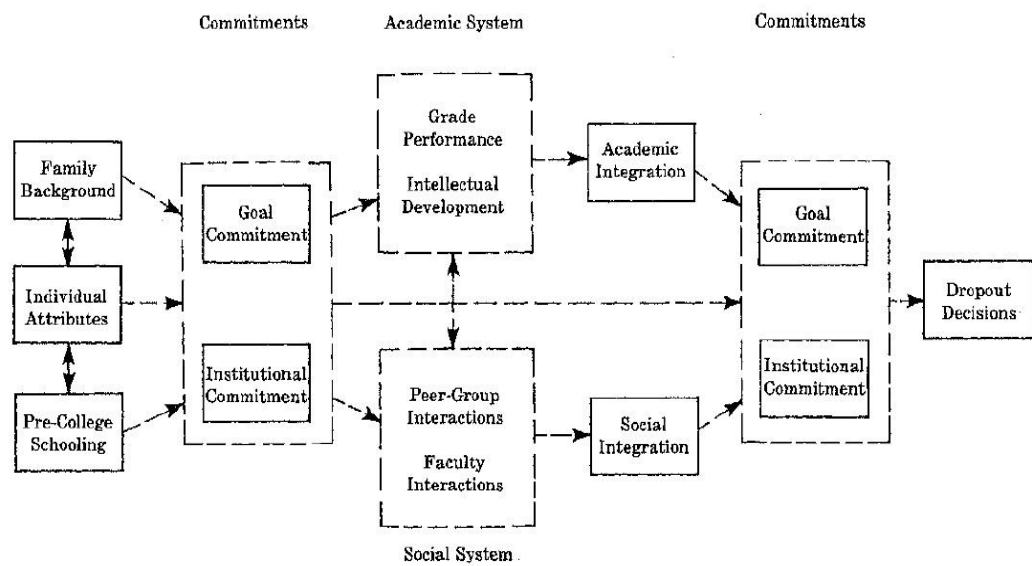 Commitments
Academic System
Commitments
Grade
Performance
Intellectual
Development
Academic
Integration
Family
Background
Goal
Commitment
Goal
Commitment
Individual
Attributes
Dropout
Decisions
Institutional
Commitment
Institutional
Commitment
Pre-College
Schooling
Peer-Group
Interactions
Faculty
Interactions
Social
Integration
Social System